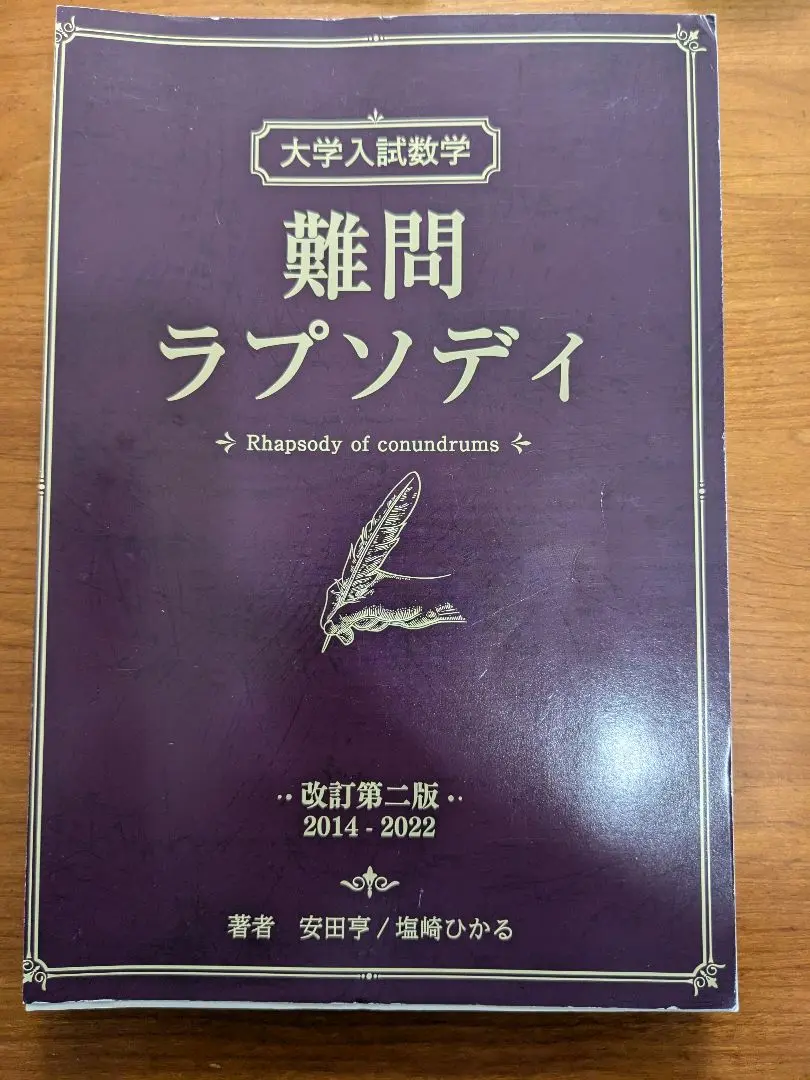 大学入試数学
難問
ラプソディ
Rhapsody of conundrums
‥改訂第二版‥
2014 - 2022
著者 安田亨 / 塩崎ひかる